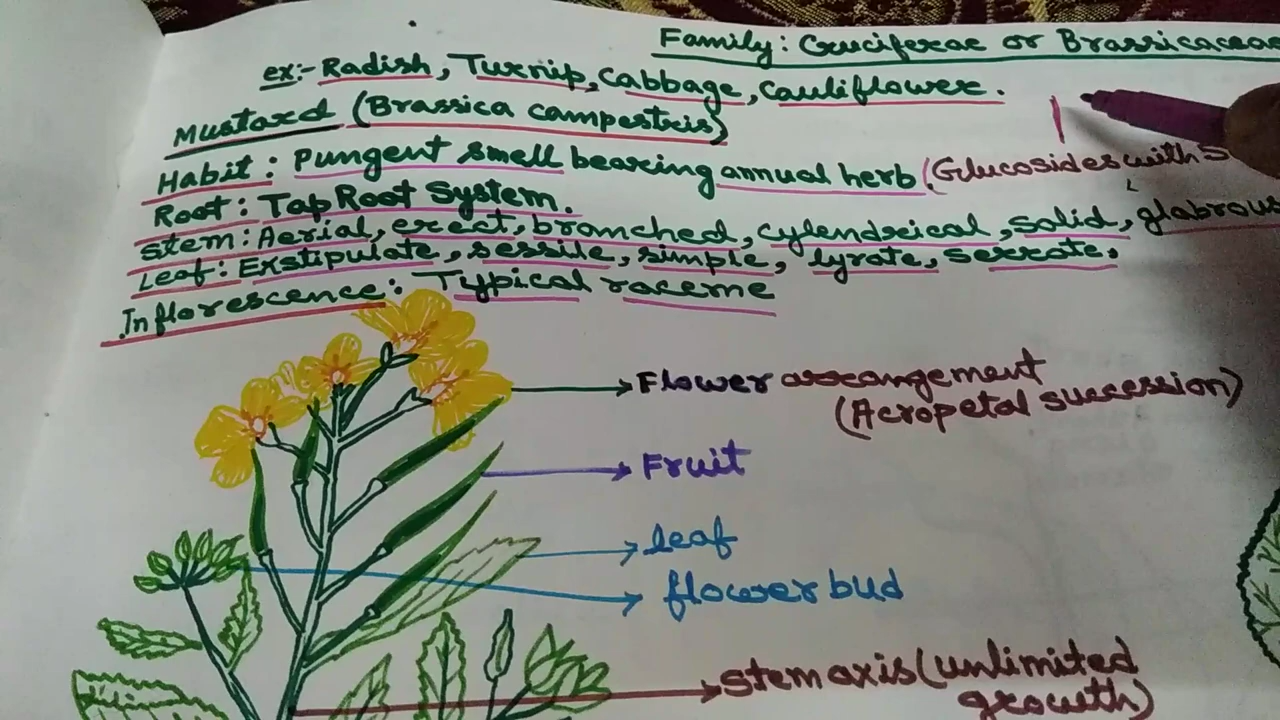 Family: Cruciferae or Brassicaceae
ex:- Radish, Turnip, Cabbage, Cauliflower.
Mustard (Brassica campestris)
Habit: Pungent smell bearing annual herb (Glucosides with S
Root: Tap Root System.
Stem: Aerial, erect, branched, cylendrical, solid, glabrous
Leaf: Exstipulate, sessile, simple, lyrate, serrate.
Inflorescence: Typical raceme
Flower arrangement
(Acropetal succession)
Fruit
leaf
flower bud
stem axis (unlimited
growth)